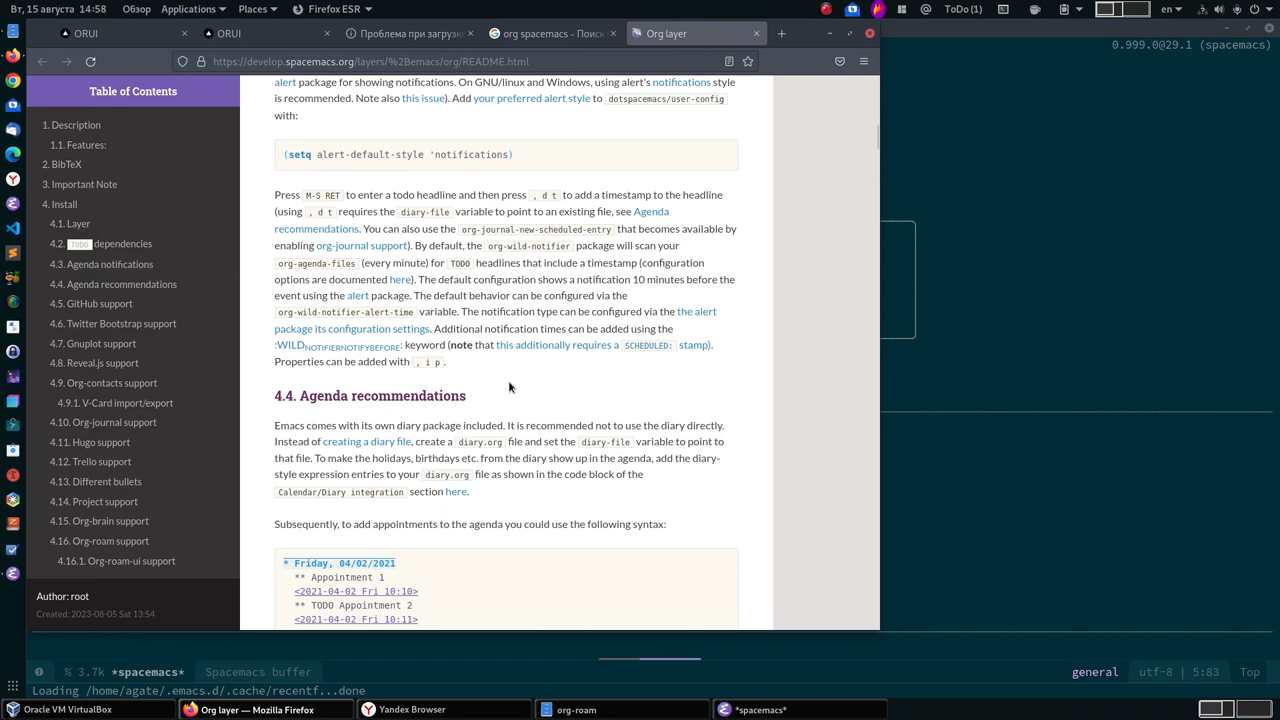 Вт, 15 августа 14:58
Обзор
Applications
Places
Firefox ESR
ToDo (1)
en
ORUI
ORUI
Проблема при загрузке
org spacemacs - Поиск
Org layer
https://develop.spacemacs.org/layers/%2Bemacs/org/README.html
0.999.0@29.1 (spacemacs)
Table of Contents
1. Description
1.1. Features:
2. BibTeX
3. Important Note
4. Install
4.1. Layer
4.2. TODO dependencies
4.3. Agenda notifications
4.4. Agenda recommendations
4.5. GitHub support
4.6. Twitter Bootstrap support
4.7. Gnuplot support
4.8. Reveal.js support
4.9. Org-contacts support
4.9.1. V-Card import/export
4.10. Org-journal support
4.11. Hugo support
4.12. Trello support
4.13. Different bullets
4.14. Project support
4.15. Org-brain support
4.16. Org-roam support
4.16.1. Org-roam-ui support
Author: root
Created: 2023-08-05 Sat 13:54
alert package for showing notifications. On GNU/linux and Windows, using alert's notifications style
is recommended. Note also this issue). Add your preferred alert style to dotspacemacs/user-config
with:
(setq alert-default-style 'notifications)
Press M-S RET to enter a todo headline and then press , d t to add a timestamp to the headline
(using , d t requires the diary-file variable to point to an existing file, see Agenda
recommendations. You can also use the org-journal-new-scheduled-entry that becomes available by
enabling org-journal support). By default, the org-wild-notifier package will scan your
org-agenda-files (every minute) for TODO headlines that include a timestamp (configuration
options are documented here). The default configuration shows a notification 10 minutes before the
event using the alert package. The default behavior can be configured via the
org-wild-notifier-alert-time variable. The notification type can be configured via the the alert
package its configuration settings. Additional notification times can be added using the
:WILDNOTIFIERNOTIFYBEFORE: keyword (note that this additionally requires a SCHEDULED: stamp).
Properties can be added with , i p .
4.4. Agenda recommendations
Emacs comes with its own diary package included. It is recommended not to use the diary directly.
Instead of creating a diary file, create a diary.org file and set the diary-file variable to point to
that file. To make the holidays, birthdays etc. from the diary show up in the agenda, add the diary-
style expression entries to your diary.org file as shown in the code block of the
Calendar/Diary integration section here.
Subsequently, to add appointments to the agenda you could use the following syntax:
* Friday, 04/02/2021
** Appointment 1
<2021-04-02 Fri 10:10>
** TODO Appointment 2
<2021-04-02 Fri 10:11>
% 3.7k *spacemacs* Spacemacs buffer
general utf-8 | 5:83 Top
Loading /home/agate/.emacs.d/.cache/recentf...done
Oracle VM VirtualBox
Org layer — Mozilla Firefox
Yandex Browser
org-roam
*spacemacs*